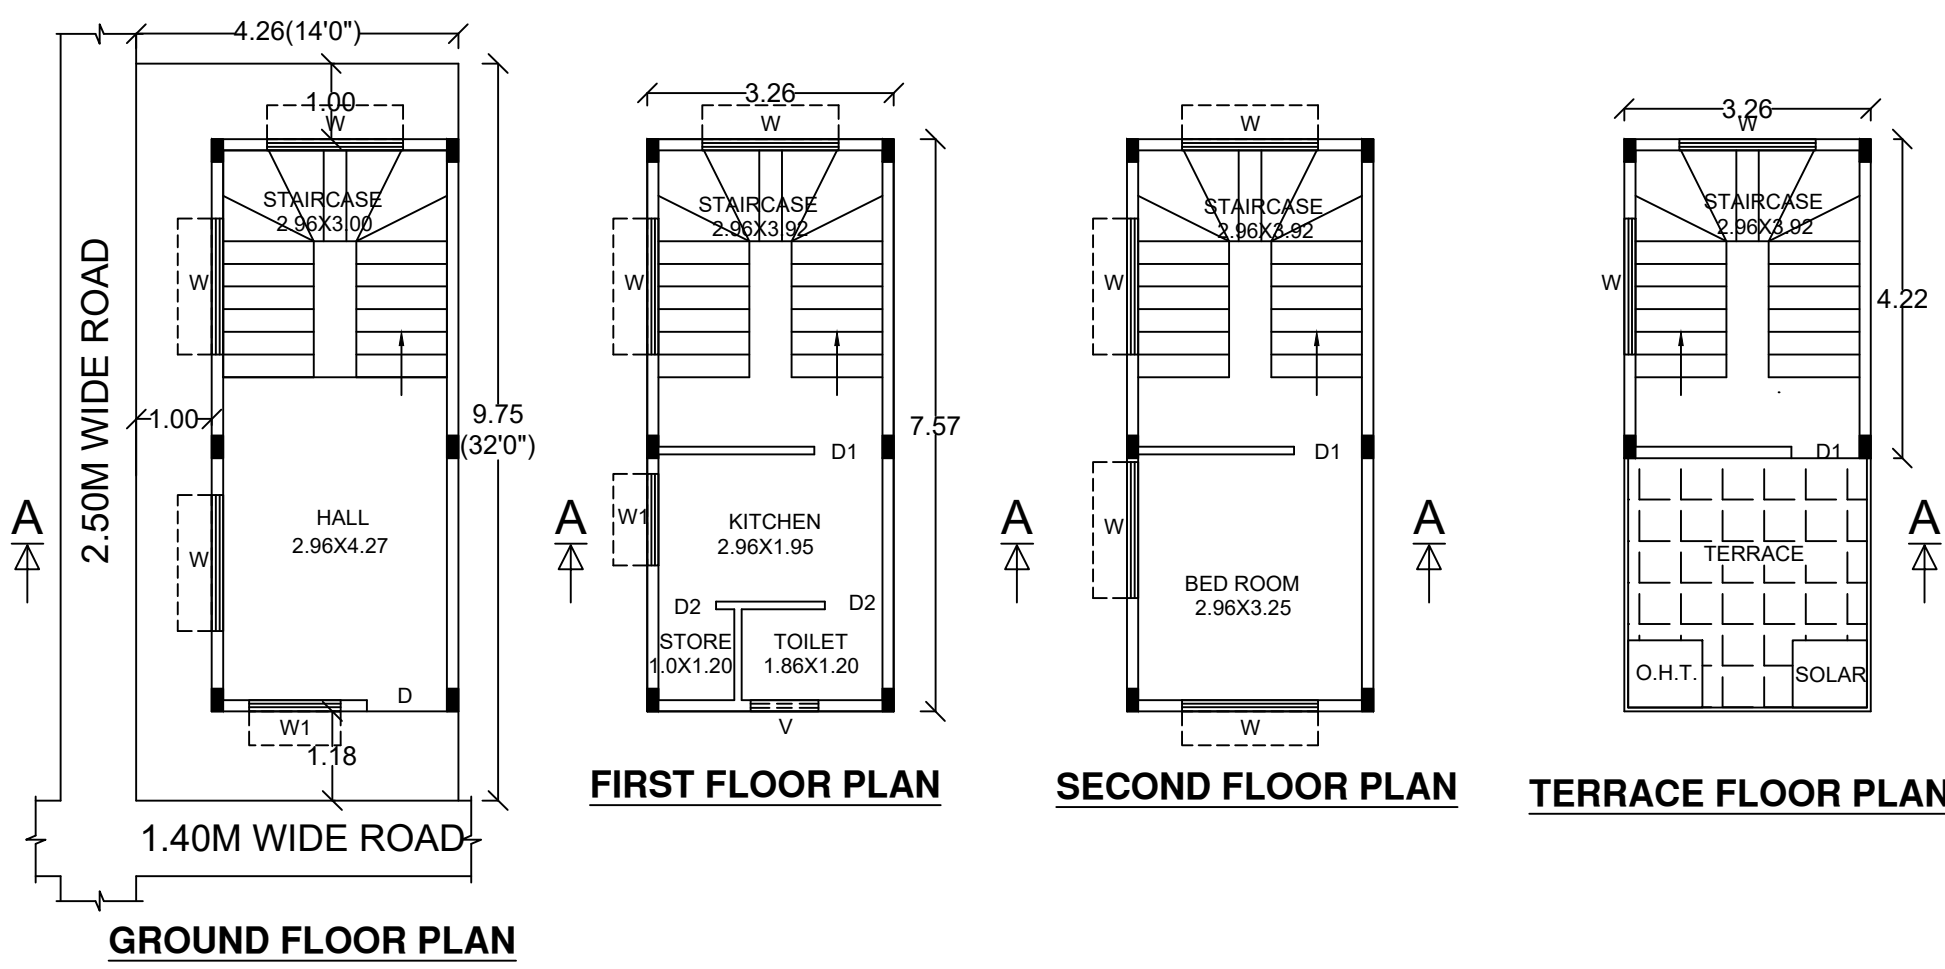 4.26(14'0")
1.00
W
STAIRCASE
2.96X3.00
W
2.50M WIDE ROAD
1.00
9.75
(32'0")
A
HALL
2.96X4.27
W
D
W1
1.18
1.40M WIDE ROAD
GROUND FLOOR PLAN
3.26
W
STAIRCASE
2.96X3.92
W
7.57
D1
A
W1
KITCHEN
2.96X1.95
D2
D2
STORE
1.0X1.20
TOILET
1.86X1.20
V
FIRST FLOOR PLAN
W
STAIRCASE
2.96X3.92
W
D1
A
A
W
BED ROOM
2.96X3.25
W
SECOND FLOOR PLAN
3.26
W
STAIRCASE
2.96X3.92
W
4.22
D1
A
TERRACE
O.H.T.
SOLAR
TERRACE FLOOR PLAN